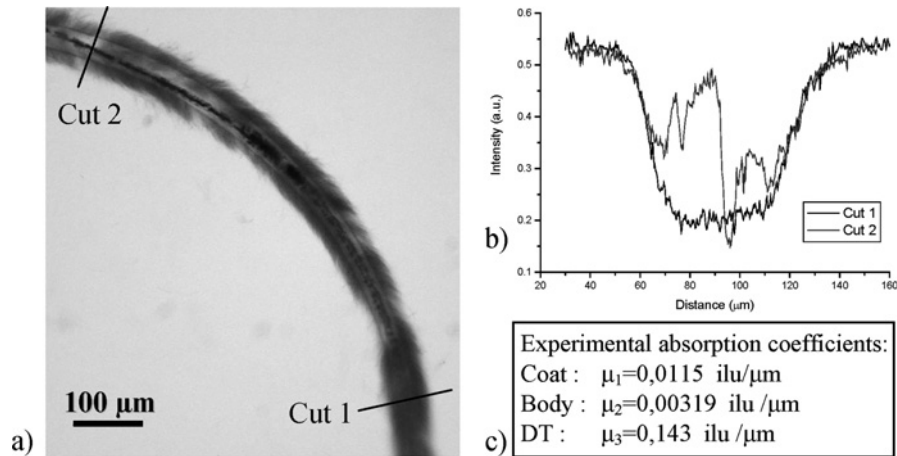 Cut 2
100 µm
Cut 1
a)
0.6
0.5
0.4
0.3
0.2
0.1
Intensity (a.u.)
20 40 60 80 100 120 140 160
Distance (µm)
Cut 1
Cut 2
b)
Experimental absorption coefficients:
Coat : µ₁=0,0115 ilu/µm
Body : µ₂=0,00319 ilu /µm
DT : µ₃=0,143 ilu /µm
c)